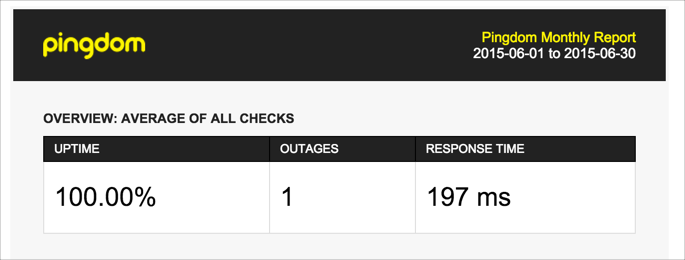 pingdom
Pingdom Monthly Report
2015-06-01 to 2015-06-30
OVERVIEW: AVERAGE OF ALL CHECKS
UPTIME OUTAGES RESPONSE TIME
100.00% 1 197 ms